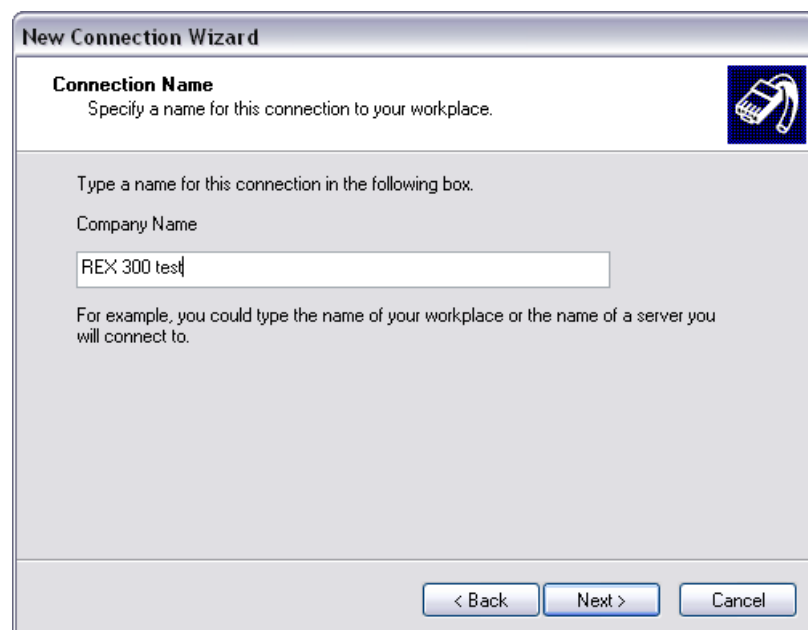 New Connection Wizard
Connection Name
Specify a name for this connection to your workplace.
Type a name for this connection in the following box.
Company Name
REX 300 test
For example, you could type the name of your workplace or the name of a server you
will connect to.
< Back Next > Cancel